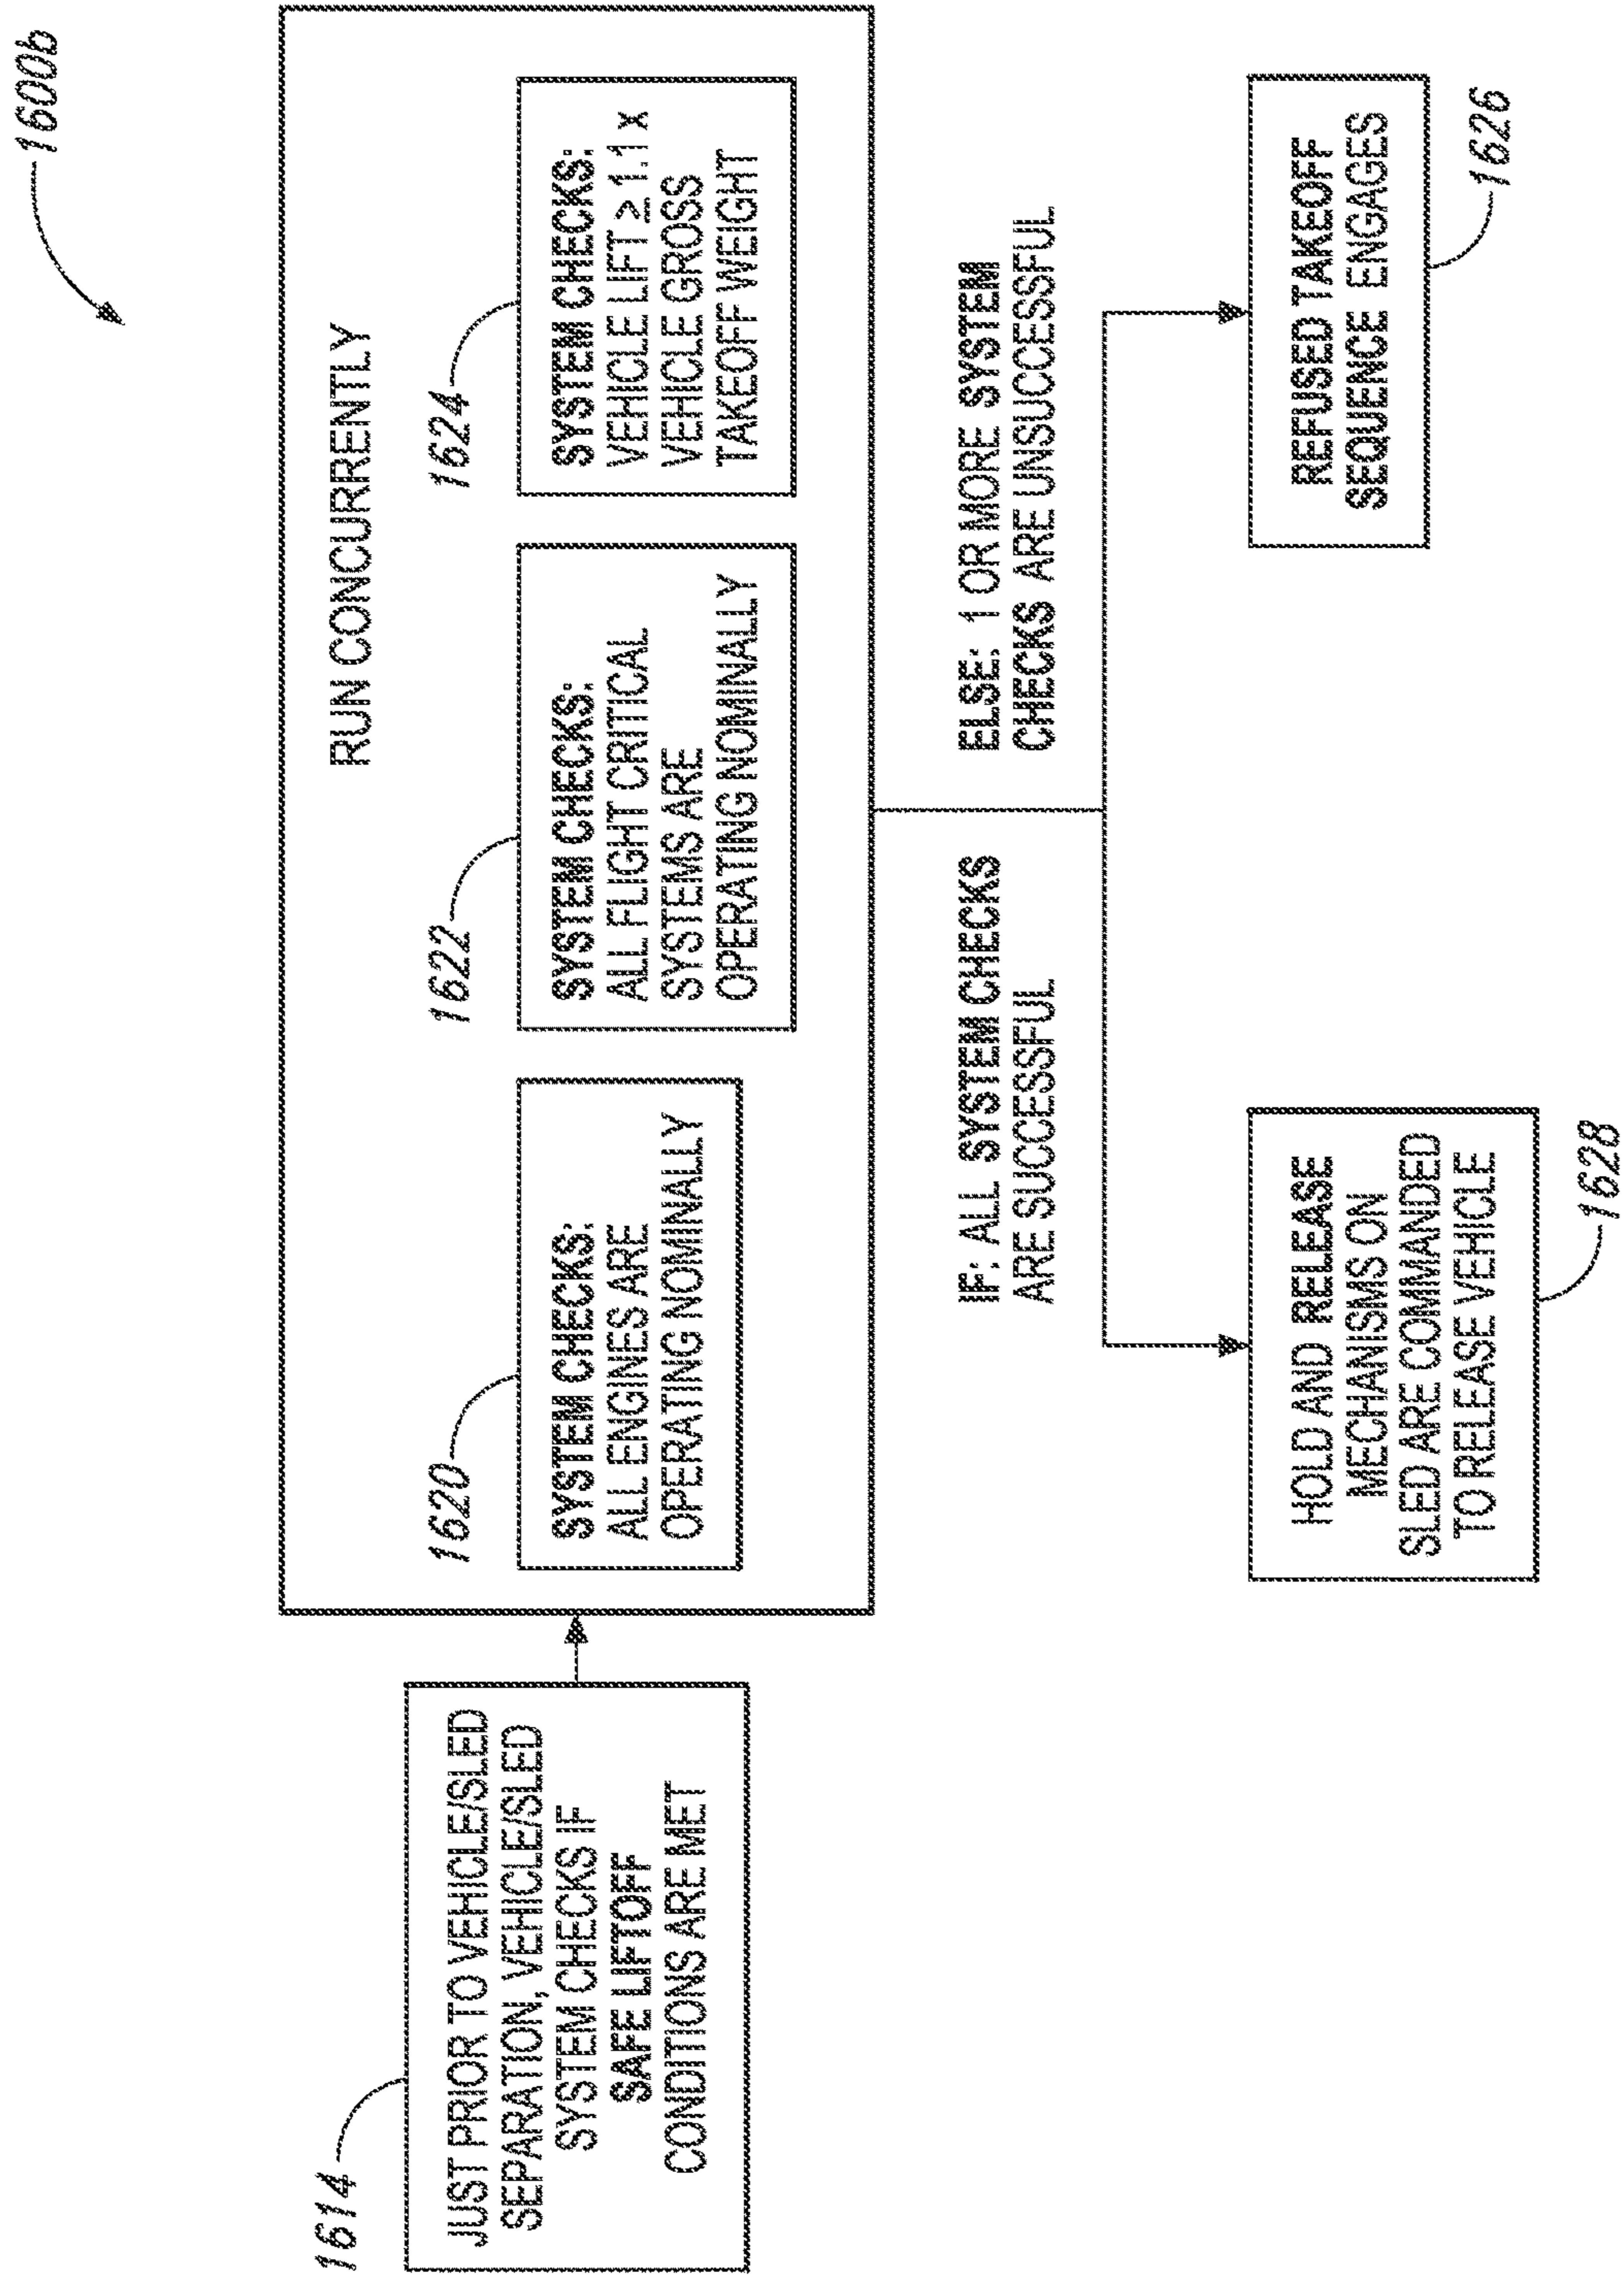 1600b
1614
JUST PRIOR TO VEHICLE/SLED
SEPARATION, VEHICLE/SLED
SYSTEM CHECKS IF
SAFE LIFTOFF
CONDITIONS ARE MET
RUN CONCURRENTLY
1620
SYSTEM CHECKS:
ALL ENGINES ARE
OPERATING NOMINALLY
1622
SYSTEM CHECKS:
ALL FLIGHT CRITICAL
SYSTEMS ARE
OPERATING NOMINALLY
1624
SYSTEM CHECKS:
VEHICLE LIFT ≥ 1.1 x
VEHICLE GROSS
TAKEOFF WEIGHT
IF: ALL SYSTEM CHECKS
ARE SUCCESSFUL
ELSE: 1 OR MORE SYSTEM
CHECKS ARE UNSUCCESSFUL
HOLD AND RELEASE
MECHANISMS ON
SLED ARE COMMANDED
TO RELEASE VEHICLE
1628
REFUSED TAKEOFF
SEQUENCE ENGAGES
1626